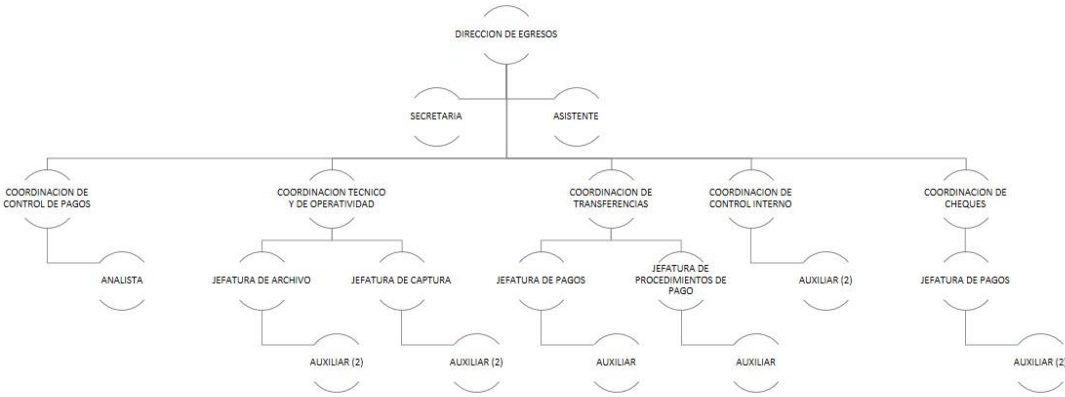 DIRECCION DE EGRESOS
SECRETARIA
ASISTENTE
COORDINACION DE
CONTROL DE PAGOS
COORDINACION TECNICO
Y DE OPERATIVIDAD
COORDINACION DE
TRANSFERENCIAS
COORDINACION DE
CONTROL INTERNO
COORDINACION DE
CHEQUES
ANALISTA
JEFATURA DE ARCHIVO
JEFATURA DE CAPTURA
JEFATURA DE PAGOS
JEFATURA DE
PROCEDIMIENTOS DE
PAGO
AUXILIAR (2)
JEFATURA DE PAGOS
AUXILIAR (2)
AUXILIAR (2)
AUXILIAR
AUXILIAR
AUXILIAR (2)